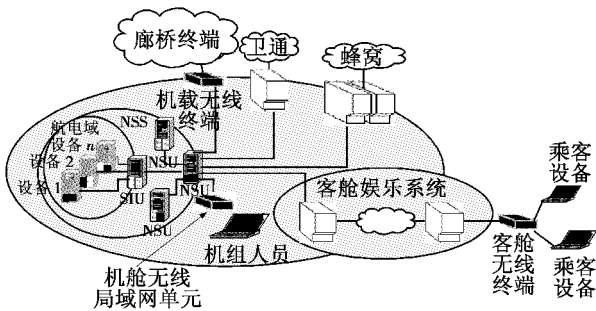 廊桥终端
卫通
蜂窝
机载无线
终端
NSS
航电域
设备 n
设备 2
设备 1
NSU
NSU
SIU
NSU
机组人员
机舱无线
局域网单元
客舱娱乐系统
客舱
无线
终端
乘客
设备
乘客
设备